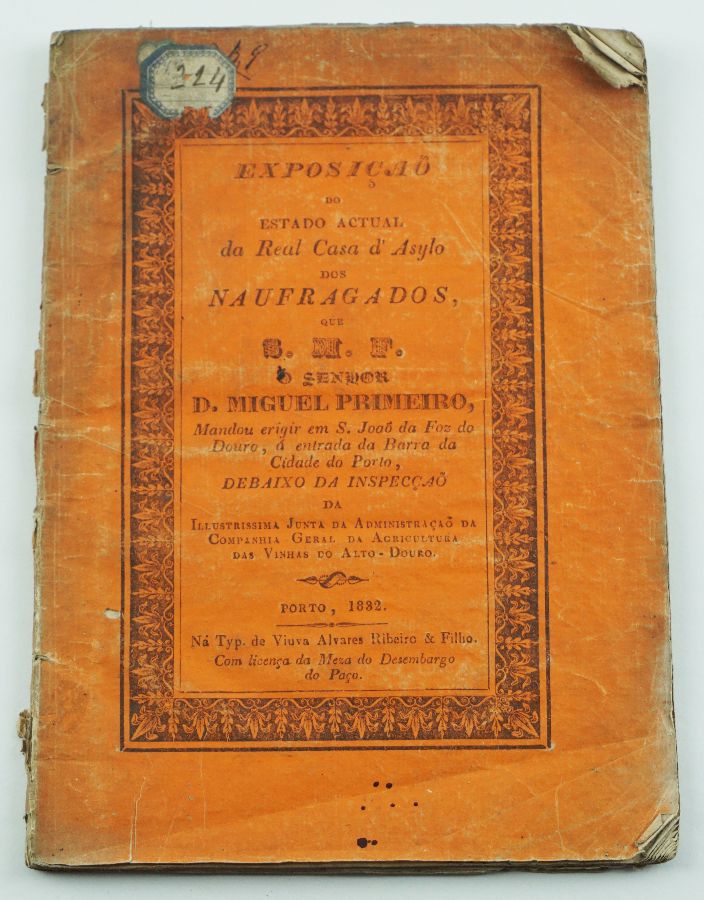 324
EXPOSIÇAÕ
DO
ESTADO ACTUAL
da Real Casa d' Asylo
DOS
NAUFRAGADOS,
QUE
S. M. F.
O SENHOR
D. MIGUEL PRIMEIRO,
Mandou erigir em S. Joaõ da Foz do
Douro, á entrada da Barra da
Cidade do Porto,
DEBAIXO DA INSPECÇAÕ
DA
ILLUSTRISSIMA JUNTA DA ADMINISTRAÇAÕ DA
COMPANHIA GERAL DA AGRICULTURA
DAS VINHAS DO ALTO-DOURO.
PORTO, 1832.
Ná Typ. de Viuva Alvares Ribeiro & Filho.
Com licença da Meza do Desembargo
do Paço.